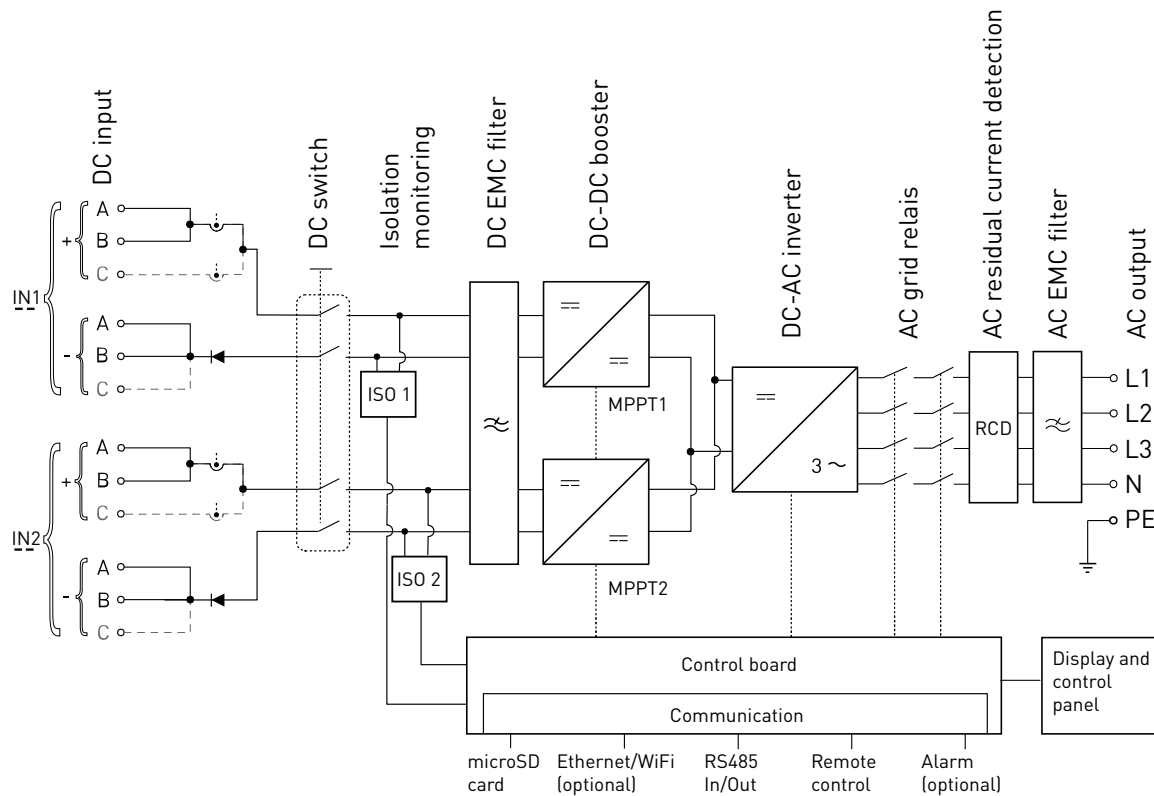 DC input
DC switch
Isolation
monitoring
DC EMC filter
DC-DC booster
DC-AC inverter
AC grid relais
AC residual current detection
AC EMC filter
AC output
IN1
+
A
B
C
-
A
B
C
IN2
+
A
B
C
-
A
B
C
ISO 1
ISO 2
MPPT1
MPPT2
3 ~
RCD
L1
L2
L3
N
PE
Control board
Communication
Display and
control
panel
microSD
card
Ethernet/WiFi
(optional)
RS485
In/Out
Remote
control
Alarm
(optional)